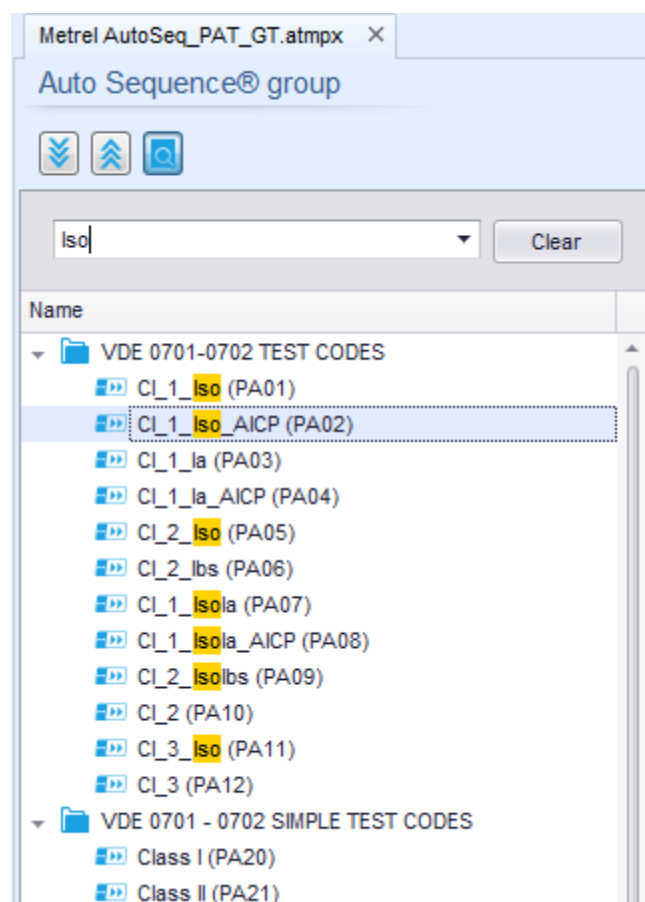 Metrel AutoSeq_PAT_GT.atmpx
Auto Sequence® group
Iso
Clear
Name
VDE 0701-0702 TEST CODES
Cl_1_Iso (PA01)
Cl_1_Iso_AICP (PA02)
Cl_1_Ia (PA03)
Cl_1_Ia_AICP (PA04)
Cl_2_Iso (PA05)
Cl_2_Ibs (PA06)
Cl_1_IsoIa (PA07)
Cl_1_IsoIa_AICP (PA08)
Cl_2_IsoIbs (PA09)
Cl_2 (PA10)
Cl_3_Iso (PA11)
Cl_3 (PA12)
VDE 0701 - 0702 SIMPLE TEST CODES
Class I (PA20)
Class II (PA21)